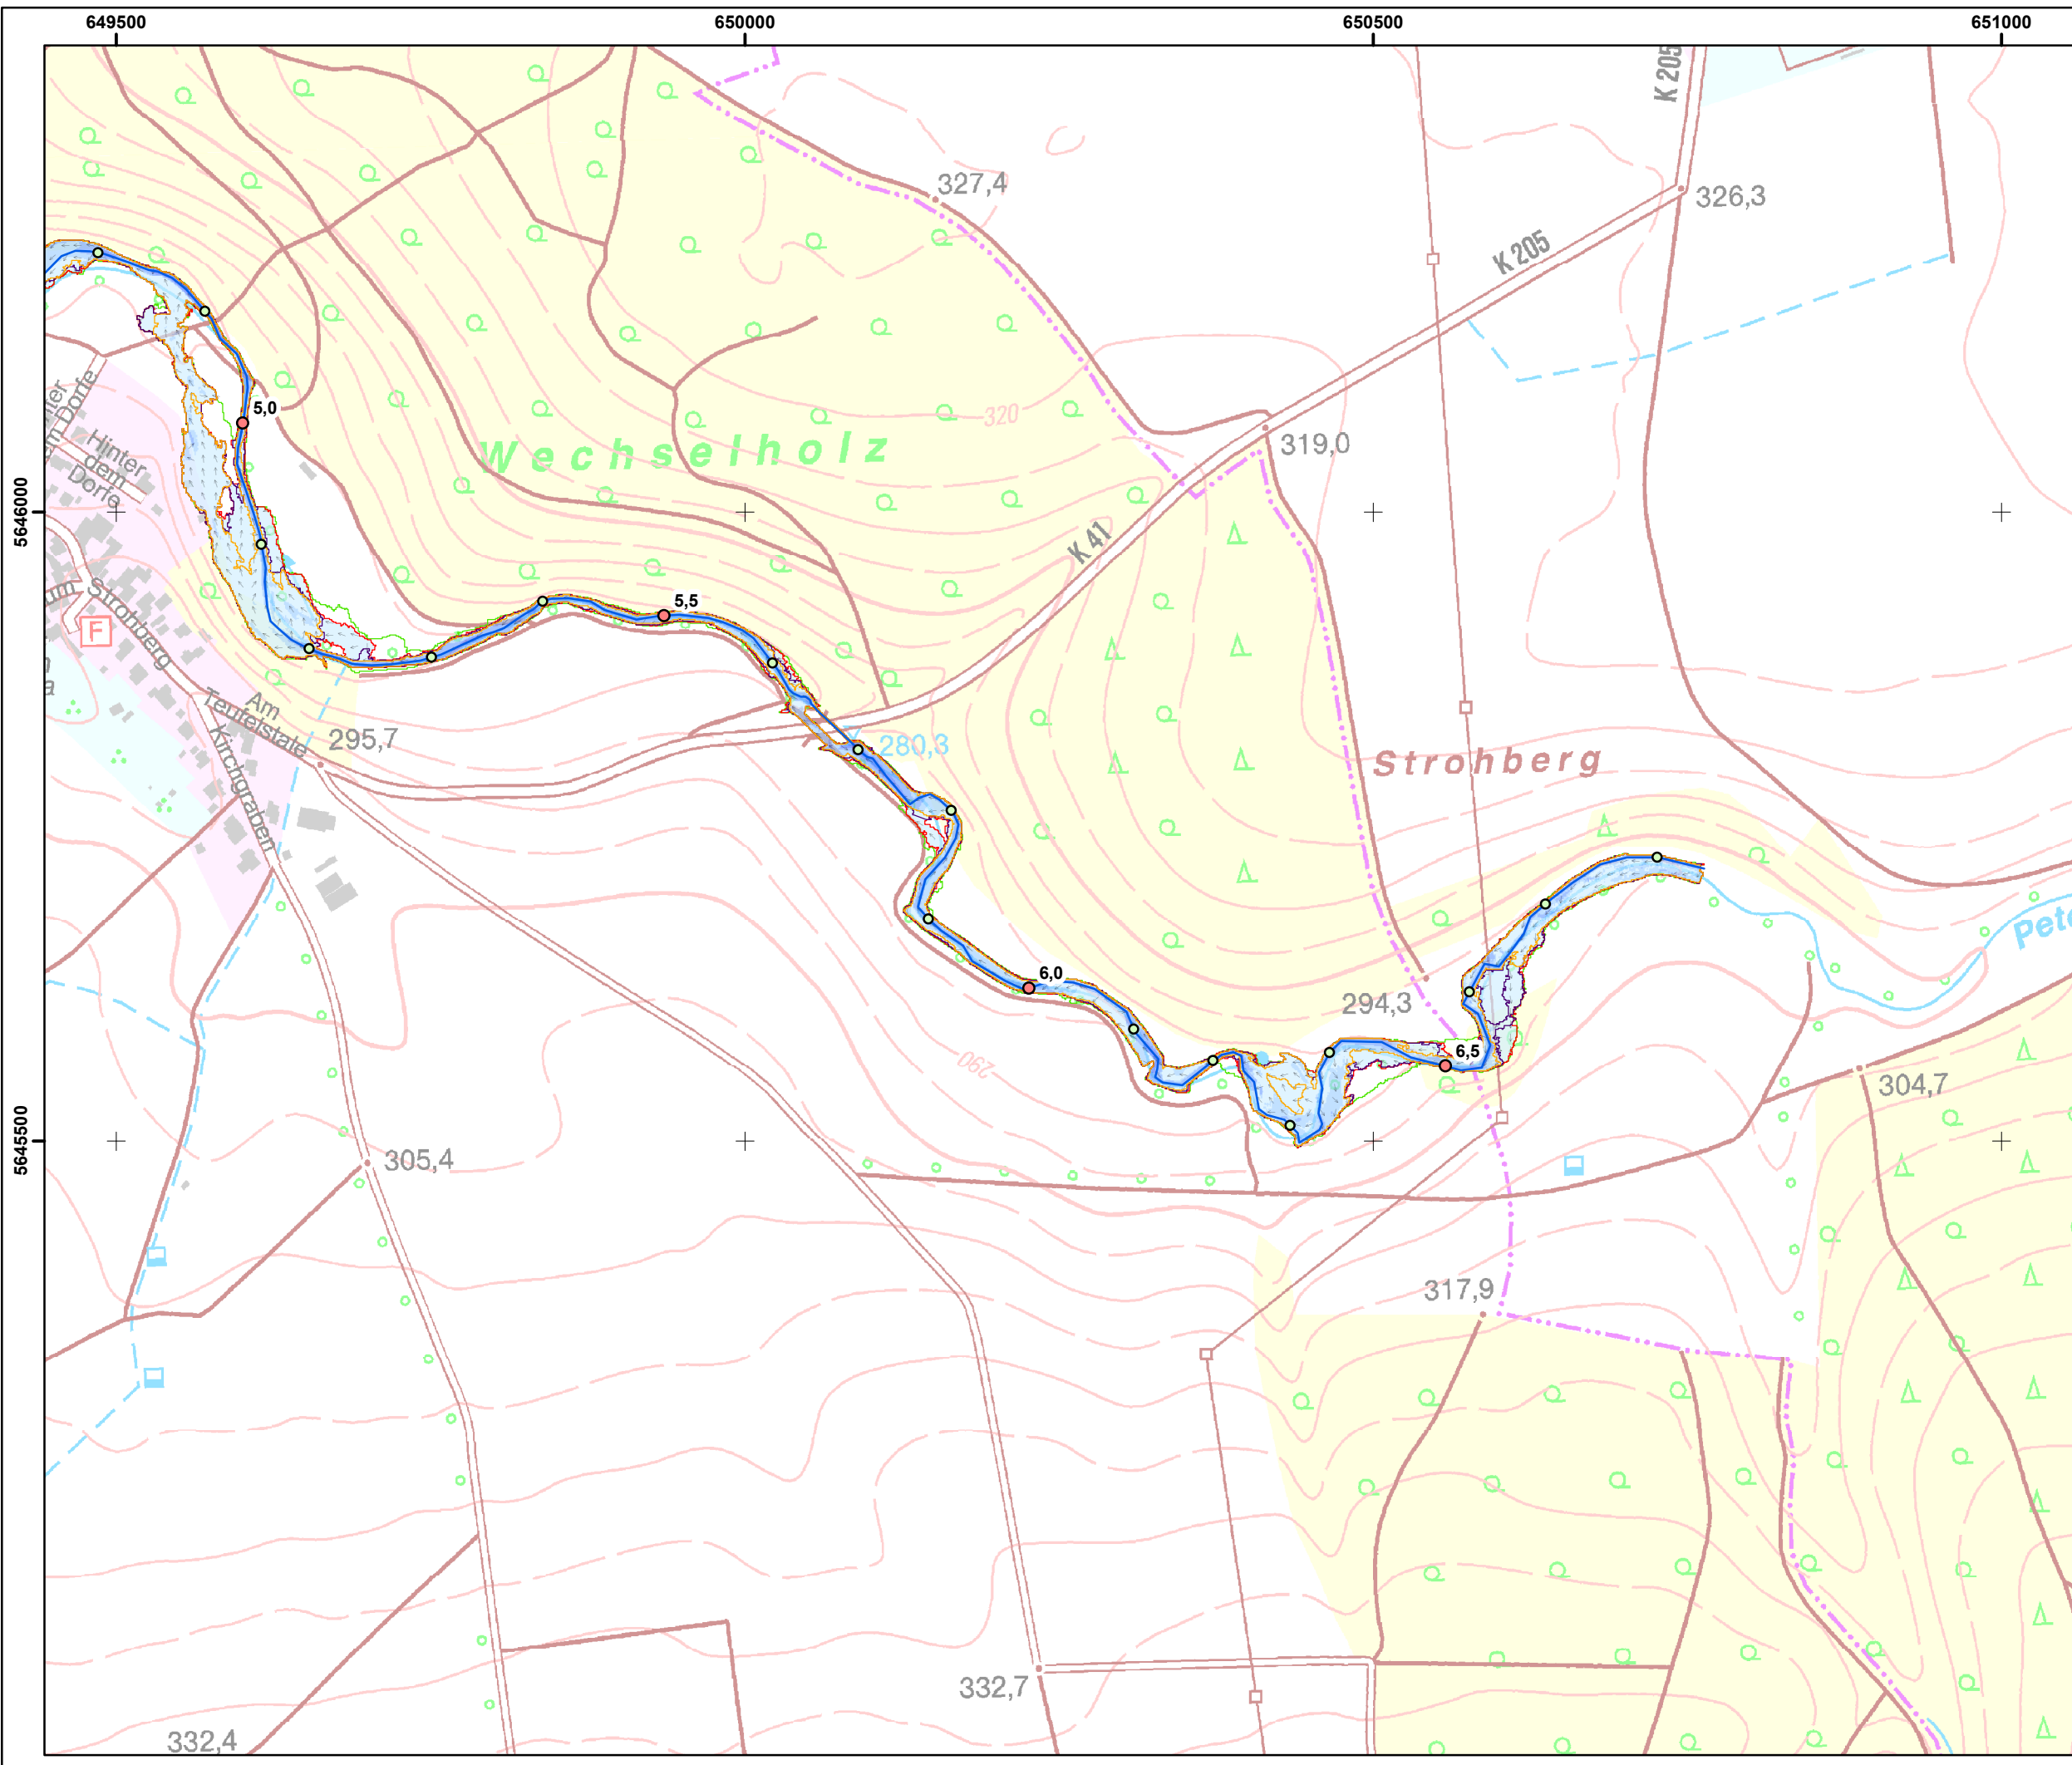 649500
650000
650500
651000
K 205
327,4
326,3
K 205
5,0
320
Wechselholz
319,0
Hinter
dem
Dorfe
5646000
K 41
5,5
F
Strohberg
Am
Teufelstale
295,7
280,3
Strohberg
Kirchgraben
6,0
294,3
6,5
290
304,7
5645500
305,4
317,9
332,7
332,4